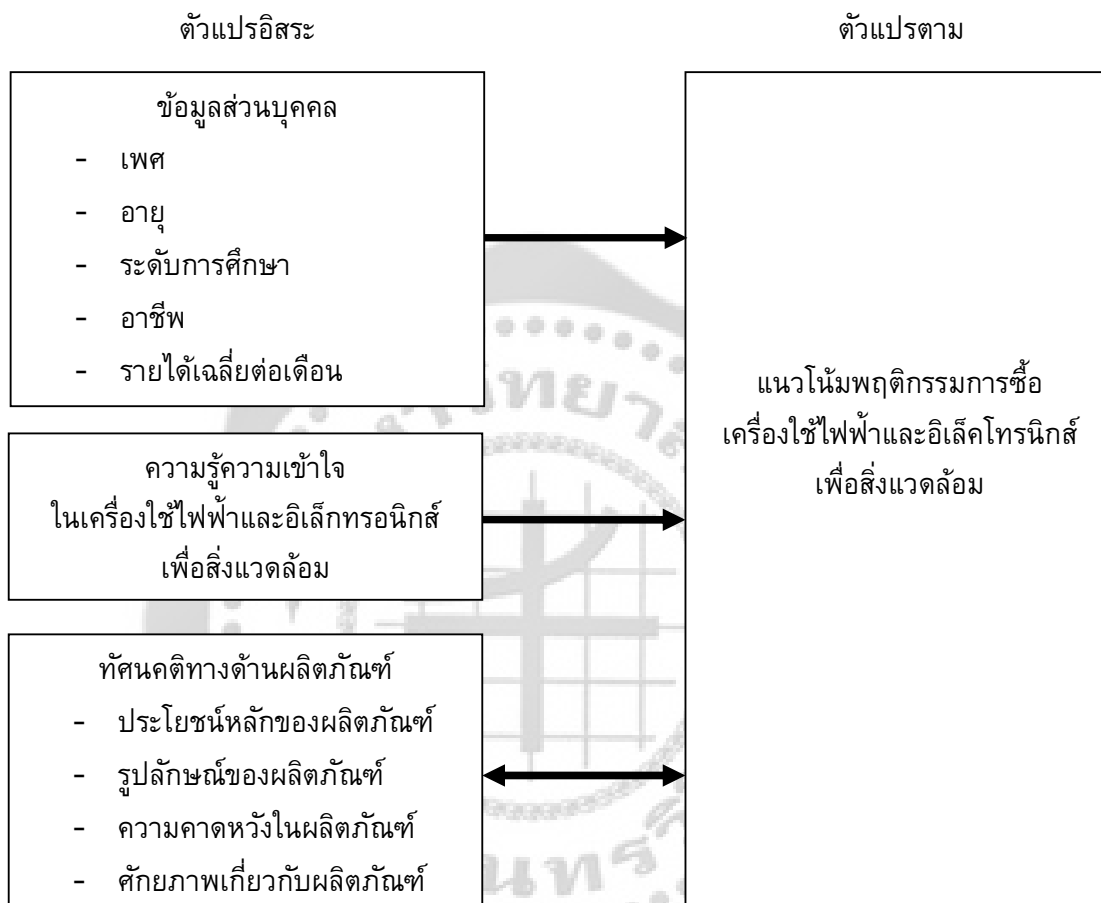 ตัวแปรอิสระ
ตัวแปรตาม
ข้อมูลส่วนบุคคล
- เพศ
- อายุ
- ระดับการศึกษา
- อาชีพ
- รายได้เฉลี่ยต่อเดือน
ความรู้ความเข้าใจ
ในเครื่องใช้ไฟฟ้าและอิเล็กทรอนิกส์
เพื่อสิ่งแวดล้อม
ทัศนคติทางด้านผลิตภัณฑ์
- ประโยชน์หลักของผลิตภัณฑ์
- รูปลักษณ์ของผลิตภัณฑ์
- ความคาดหวังในผลิตภัณฑ์
- ศักยภาพเกี่ยวกับผลิตภัณฑ์
แนวโน้มพฤติกรรมการซื้อ
เครื่องใช้ไฟฟ้าและอิเล็คโทรนิกส์
เพื่อสิ่งแวดล้อม